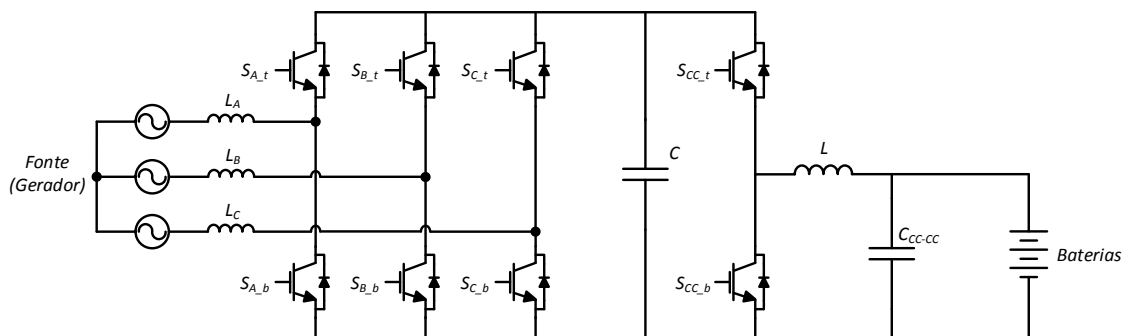 S_A_t
S_B_t
S_C_t
S_CC_t
L_A
L
Fonte
(Gerador)
L_B
C
L_C
C_CC-CC
Baterias
S_A_b
S_B_b
S_C_b
S_CC_b